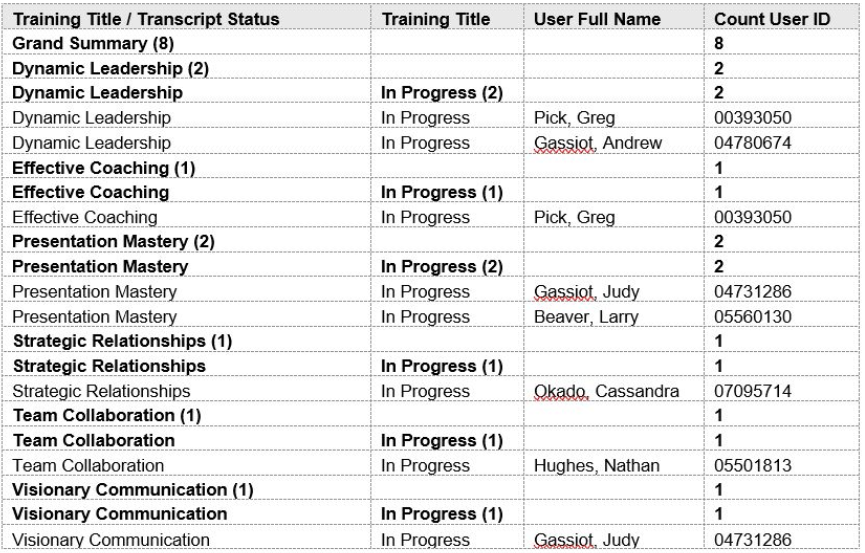 Training Title / Transcript Status Training Title User Full Name Count User ID
Grand Summary (8) 8
Dynamic Leadership (2) 2
Dynamic Leadership In Progress (2) 2
Dynamic Leadership In Progress Pick, Greg 00393050
Dynamic Leadership In Progress Gassiot, Andrew 04780674
Effective Coaching (1) 1
Effective Coaching In Progress (1) 1
Effective Coaching In Progress Pick, Greg 00393050
Presentation Mastery (2) 2
Presentation Mastery In Progress (2) 2
Presentation Mastery In Progress Gassiot, Judy 04731286
Presentation Mastery In Progress Beaver, Larry 05560130
Strategic Relationships (1) 1
Strategic Relationships In Progress (1) 1
Strategic Relationships In Progress Okado, Cassandra 07095714
Team Collaboration (1) 1
Team Collaboration In Progress (1) 1
Team Collaboration In Progress Hughes, Nathan 05501813
Visionary Communication (1) 1
Visionary Communication In Progress (1) 1
Visionary Communication In Progress Gassiot, Judy 04731286